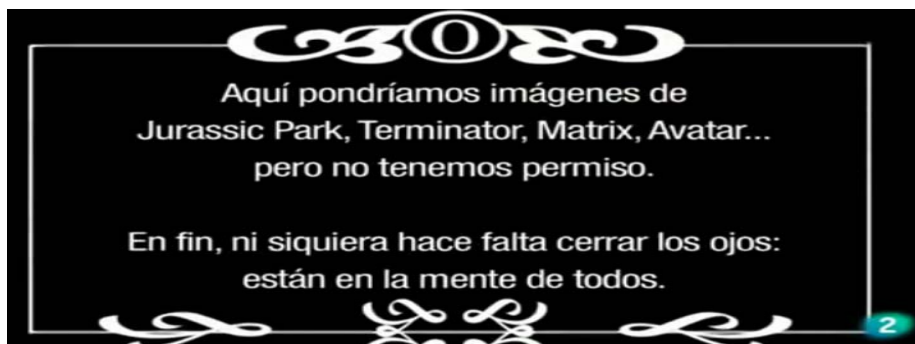 O
Aquí pondríamos imágenes de
Jurassic Park, Terminator, Matrix, Avatar...
pero no tenemos permiso.
En fin, ni siquiera hace falta cerrar los ojos:
están en la mente de todos.
2